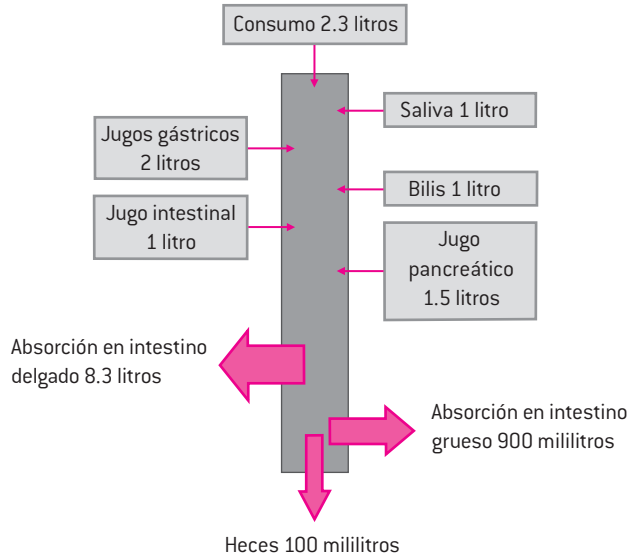 Consumo 2.3 litros
Saliva 1 litro
Jugos gástricos
2 litros
Bilis 1 litro
Jugo intestinal
1 litro
Jugo
pancreático
1.5 litros
Absorción en intestino
delgado 8.3 litros
Absorción en intestino
grueso 900 mililitros
Heces 100 mililitros